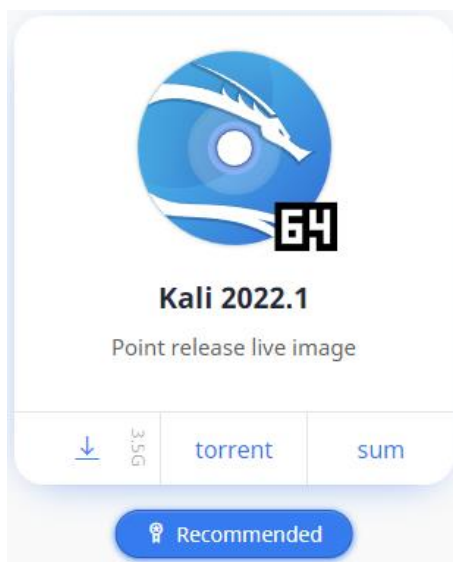 64
Kali 2022.1
Point release live image
3.5G
torrent
sum
Recommended